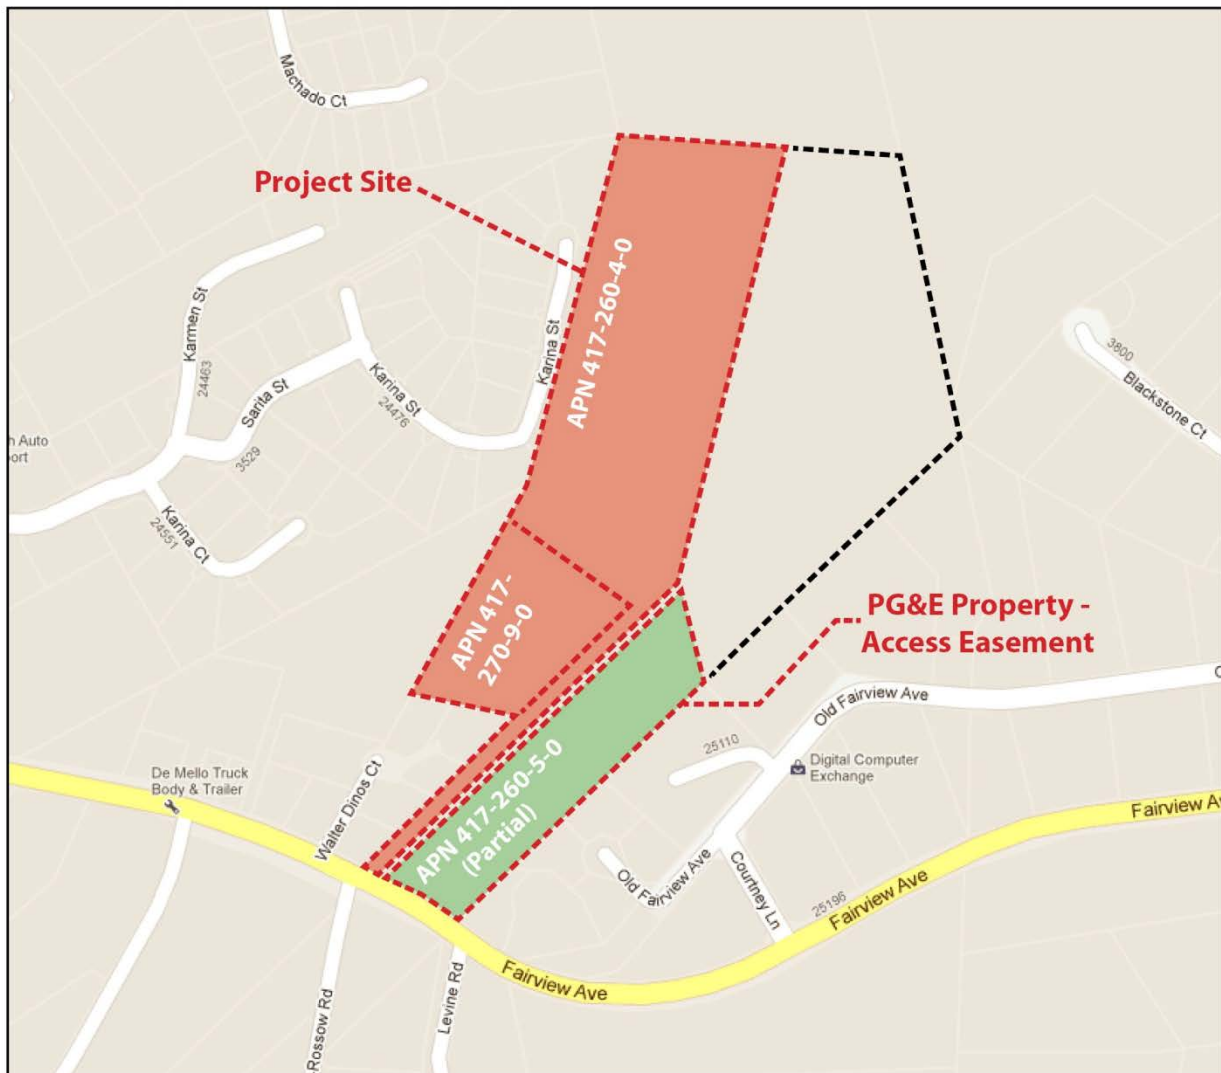 Machado Ct
Project Site
Karmen St
24463
Sarita St
3529
Karina St
24476
Karina St
APN 417-260-4-0
3800
Blackstone Ct
h Auto
ort
Karina Ct
24551
APN 417-
270-9-0
PG&E Property -
Access Easement
Old Fairview Ave
25110
Digital Computer
Exchange
De Mello Truck
Body & Trailer
Walter Dinos Ct
APN 417-260-5-0
(Partial)
Fairview Av
Old Fairview Ave
Courtney Ln
25196
Fairview Ave
Fairview Ave
Rossow Rd
Levine Rd